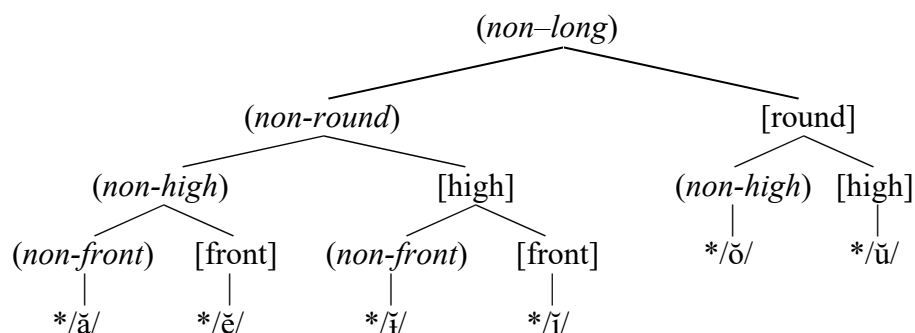 (non–long)
(non-round) [round]
(non-high) [high] (non-high) [high]
(non-front) [front] (non-front) [front] */ŏ/ */ŭ/
*/ă/ */ĕ/ */ɨ̆/ */ĭ/